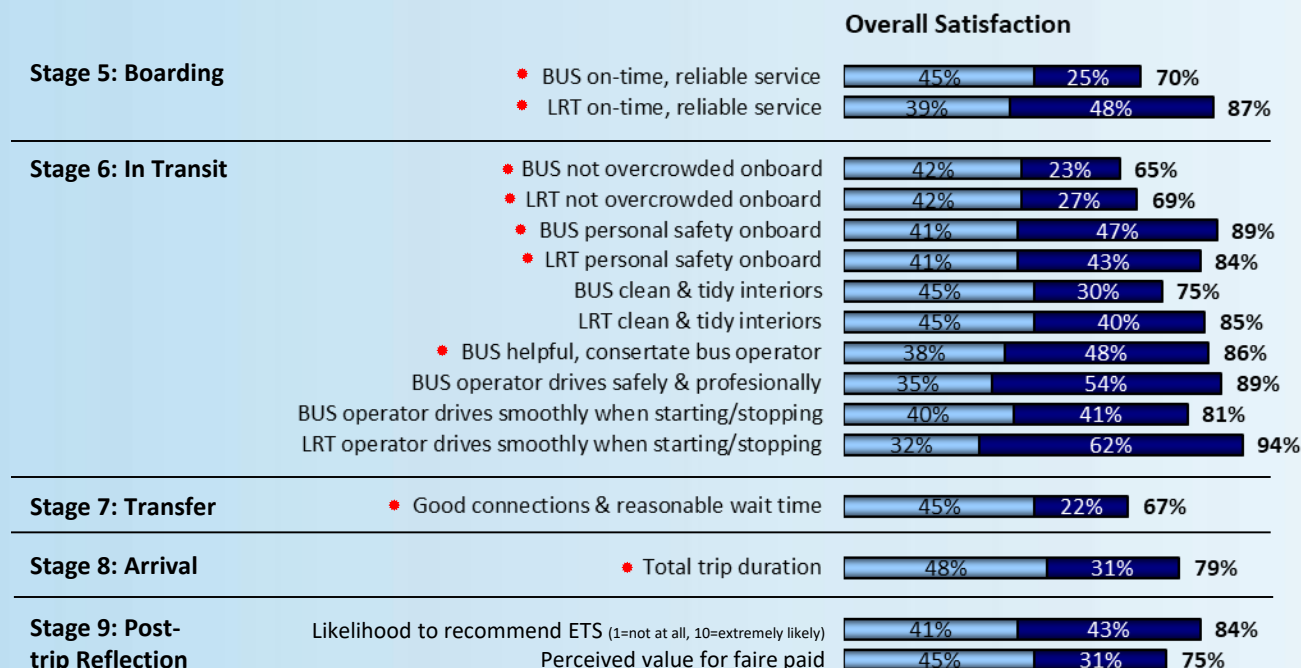 Overall Satisfaction
Stage 5: Boarding
BUS on-time, reliable service 45% 25% 70%
LRT on-time, reliable service 39% 48% 87%
Stage 6: In Transit
BUS not overcrowded onboard 42% 23% 65%
LRT not overcrowded onboard 42% 27% 69%
BUS personal safety onboard 41% 47% 89%
LRT personal safety onboard 41% 43% 84%
BUS clean & tidy interiors 45% 30% 75%
LRT clean & tidy interiors 45% 40% 85%
BUS helpful, consertate bus operator 38% 48% 86%
BUS operator drives safely & profesionally 35% 54% 89%
BUS operator drives smoothly when starting/stopping 40% 41% 81%
LRT operator drives smoothly when starting/stopping 32% 62% 94%
Stage 7: Transfer
Good connections & reasonable wait time 45% 22% 67%
Stage 8: Arrival
Total trip duration 48% 31% 79%
Stage 9: Post-
trip Reflection
Likelihood to recommend ETS (1=not at all, 10=extremely likely) 41% 43% 84%
Perceived value for faire paid 45% 31% 75%